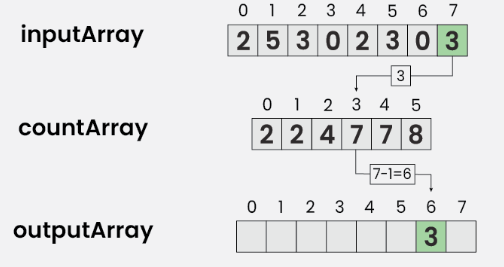 0 1 2 3 4 5 6 7
inputArray 2 5 3 0 2 3 0 3
3
0 1 2 3 4 5
countArray 2 2 4 7 7 8
7-1=6
0 1 2 3 4 5 6 7
outputArray 3